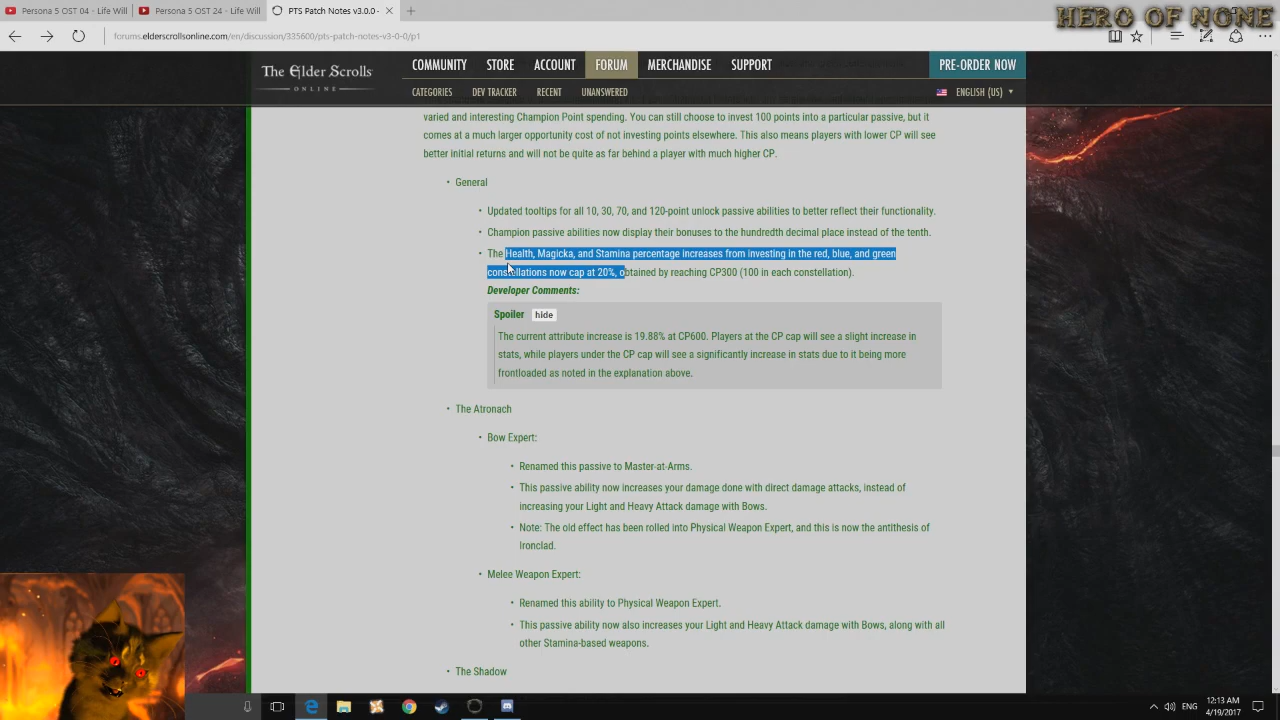 Persona 5 OST 04 - Life Will
Persona 5 OST 24 - Life Will
PTS Patch Notes v3.0.0 -
HERO OF NONE
forums.elderscrollsonline.com/en/discussion/335600/pts-patch-notes-v3-0-0/p1
The Elder Scrolls
ONLINE
COMMUNITY STORE ACCOUNT FORUM MERCHANDISE SUPPORT PRE-ORDER NOW
CATEGORIES DEV TRACKER RECENT UNANSWERED ENGLISH (US)
varied and interesting Champion Point spending. You can still choose to invest 100 points into a particular passive, but it
comes at a much larger opportunity cost of not investing points elsewhere. This also means players with lower CP will see
better initial returns and will not be quite as far behind a player with much higher CP.
• General
• Updated tooltips for all 10, 30, 70, and 120-point unlock passive abilities to better reflect their functionality.
• Champion passive abilities now display their bonuses to the hundredth decimal place instead of the tenth.
• The Health, Magicka, and Stamina percentage increases from investing in the red, blue, and green
constellations now cap at 20%, obtained by reaching CP300 (100 in each constellation).
Developer Comments:
Spoiler hide
The current attribute increase is 19.88% at CP600. Players at the CP cap will see a slight increase in
stats, while players under the CP cap will see a significantly increase in stats due to it being more
frontloaded as noted in the explanation above.
• The Atronach
• Bow Expert:
• Renamed this passive to Master-at-Arms.
• This passive ability now increases your damage done with direct damage attacks, instead of
increasing your Light and Heavy Attack damage with Bows.
• Note: The old effect has been rolled into Physical Weapon Expert, and this is now the antithesis of
Ironclad.
• Melee Weapon Expert:
• Renamed this ability to Physical Weapon Expert.
• This passive ability now also increases your Light and Heavy Attack damage with Bows, along with all
other Stamina-based weapons.
• The Shadow
ENG
12:13 AM
4/19/2017